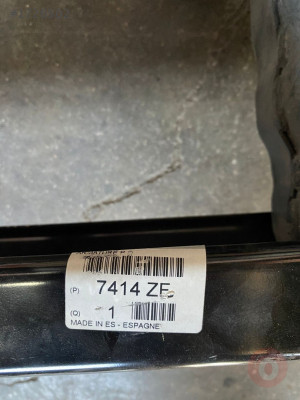 (P) 7414 ZE
(Q) 1
MADE IN ES - ESPAGNE